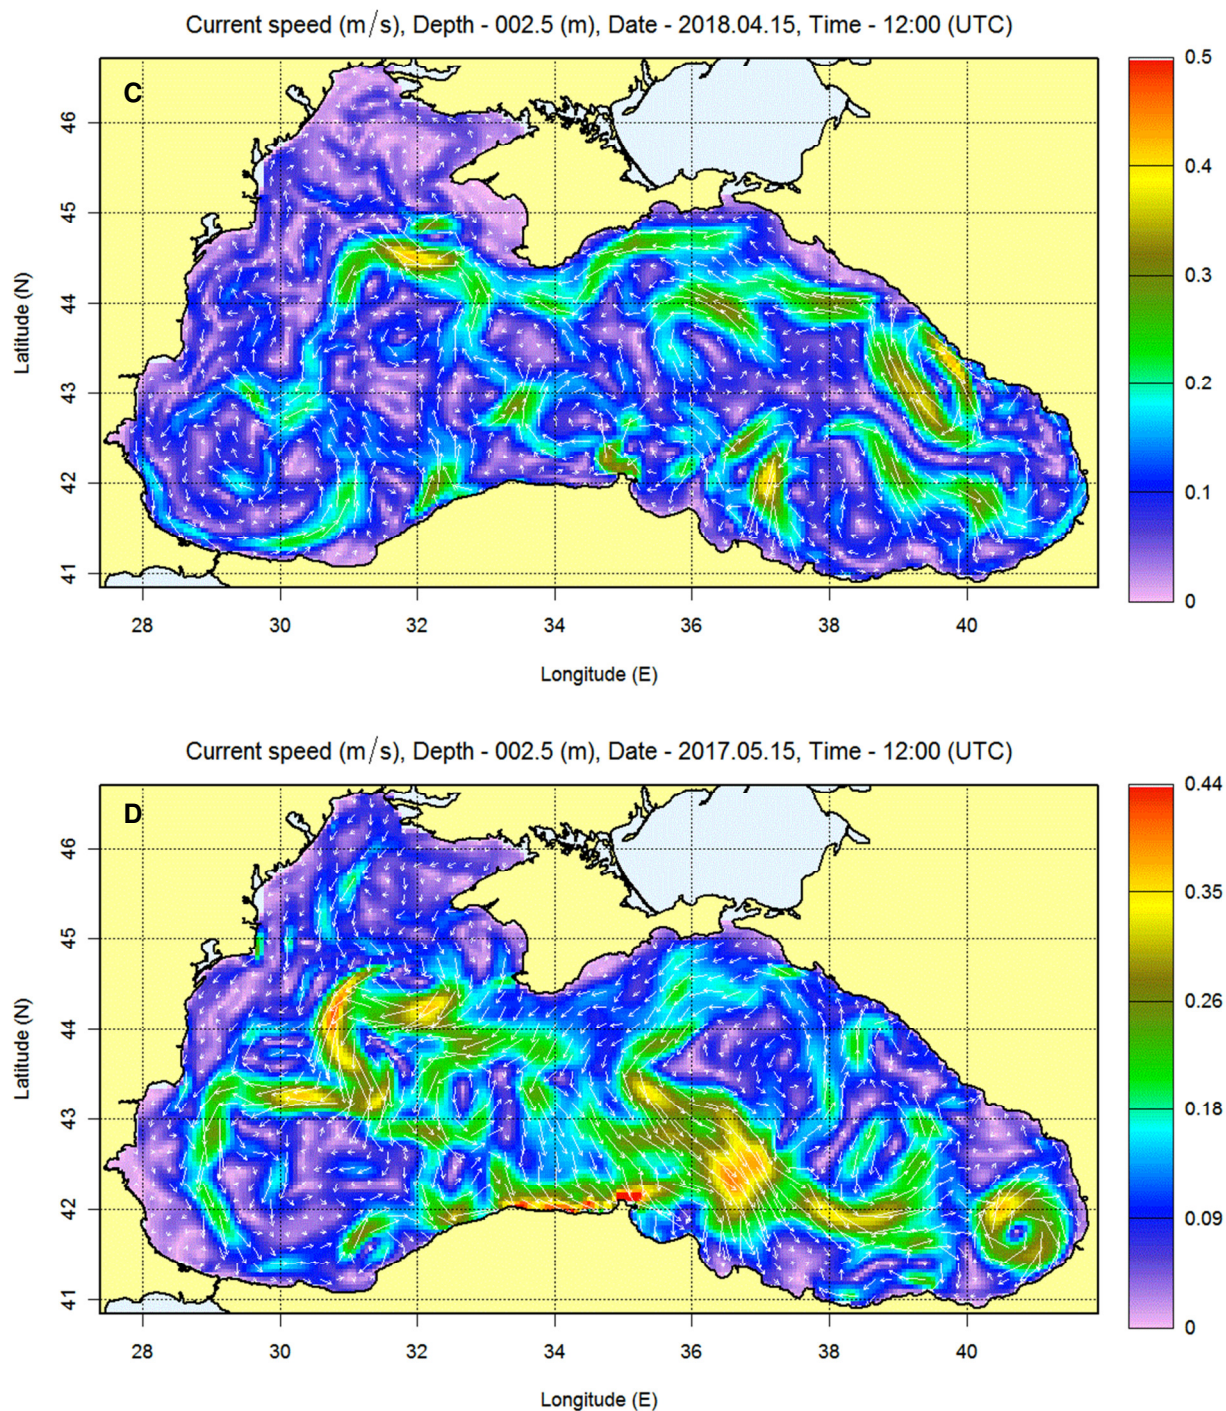 Current speed (m/s), Depth - 002.5 (m), Date - 2018.04.15, Time - 12:00 (UTC)
C
0.5
0.4
0.3
0.2
0.1
0
46
45
44
43
42
41
Latitude (N)
28 30 32 34 36 38 40
Longitude (E)
Current speed (m/s), Depth - 002.5 (m), Date - 2017.05.15, Time - 12:00 (UTC)
D
0.44
0.35
0.26
0.18
0.09
0
46
45
44
43
42
41
Latitude (N)
28 30 32 34 36 38 40
Longitude (E)